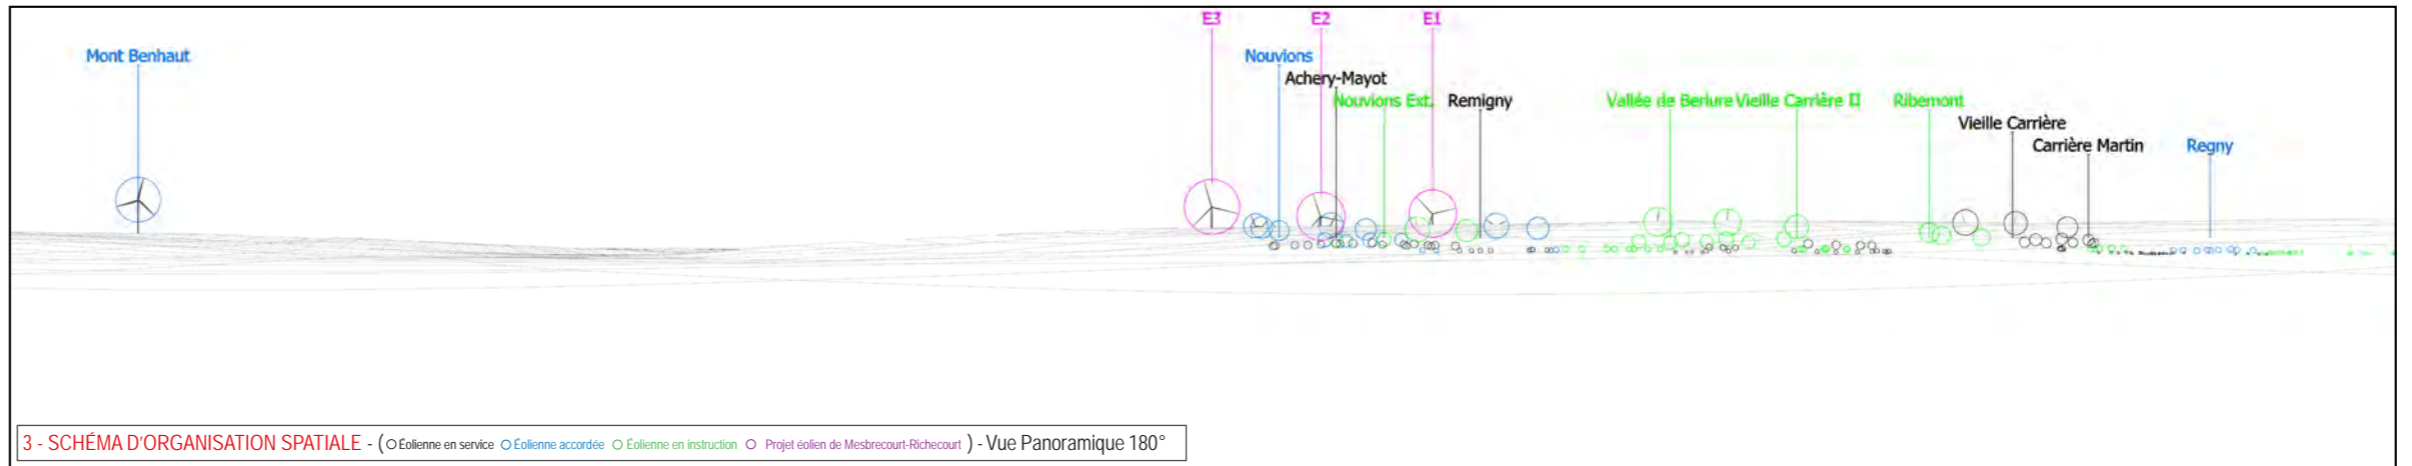 E3 E2 E1
Mont Benhaut Nouvions
Achery-Mayot
Nouvions Ext. Remigny Vallée de Berlure Vieille Carrière II Ribemont
Vieille Carrière
Carrière Martin Regny
3 - SCHÉMA D'ORGANISATION SPATIALE - ( Éolienne en service Éolienne accordée Éolienne en instruction Projet éolien de Mesbrecourt-Richecourt ) - Vue Panoramique 180°